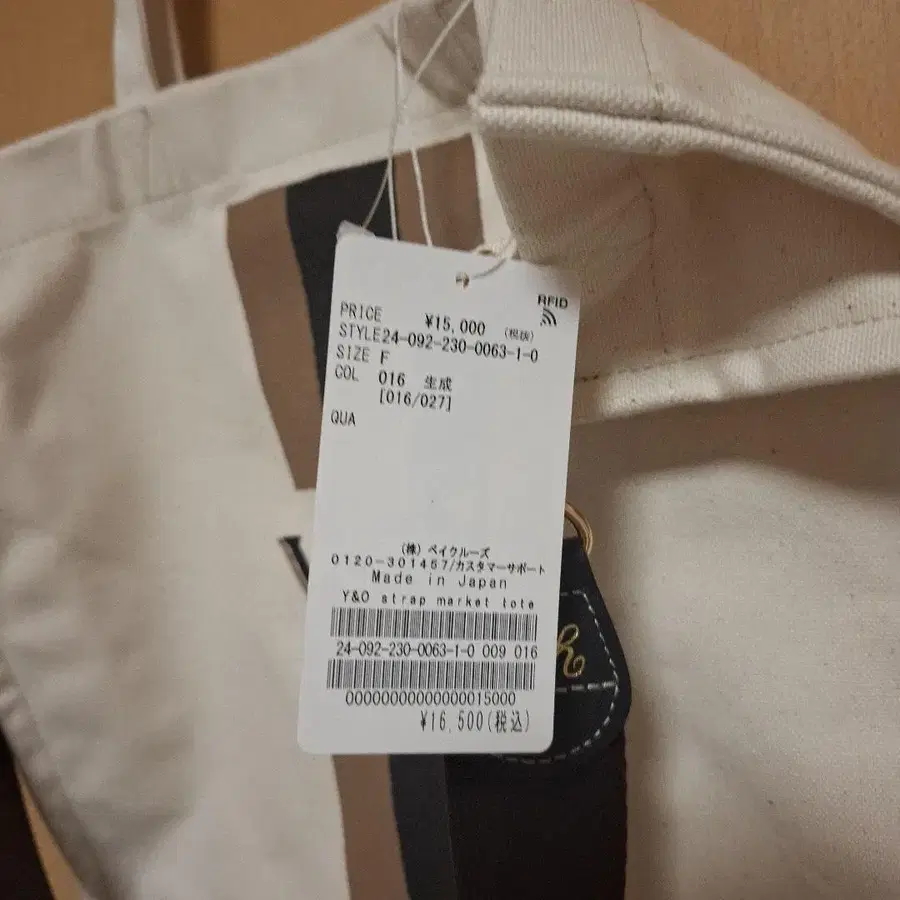 RFID
PRICE ¥15,000 (税抜)
STYLE24-092-230-0063-1-0
SIZE F
COL 016 生成
[016/027]
QUA
(株) ベイクルーズ
0120-301457/カスタマーサポート
Made in Japan
Y&O strap market tote
24-092-230-0063-1-0 009 016
00000000000000015000
¥16,500(税込)